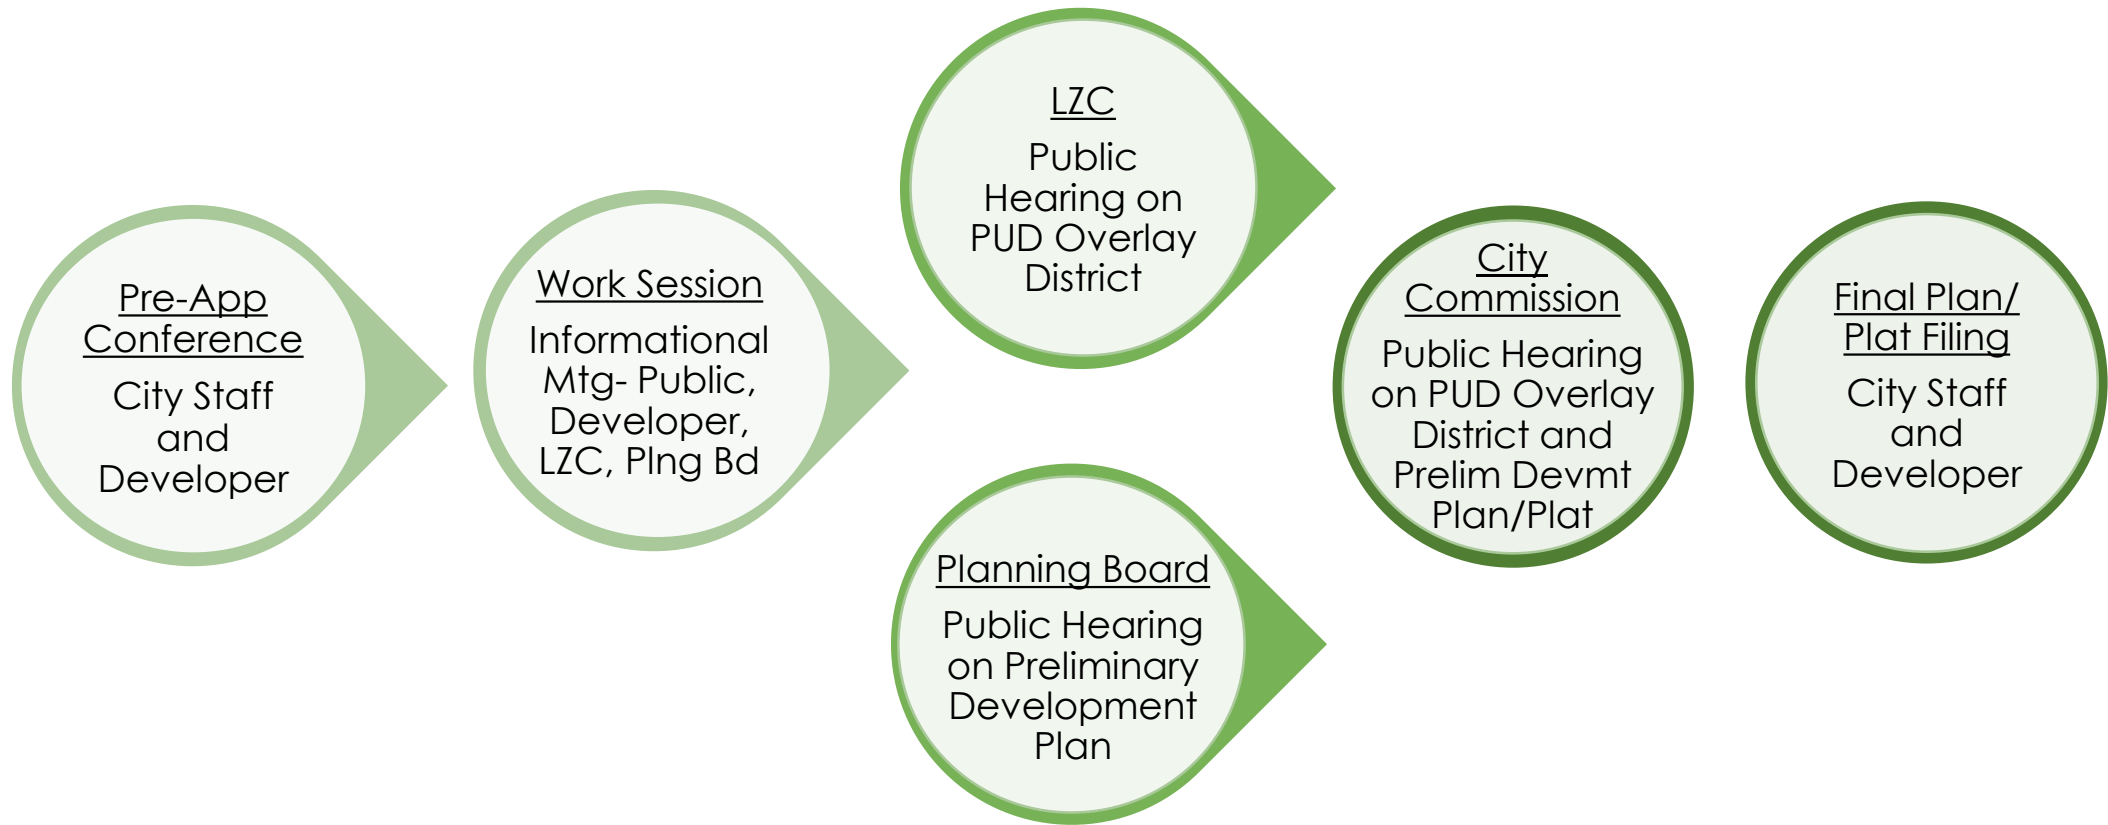 Pre-App
Conference
City Staff
and
Developer
Work Session
Informational
Mtg- Public,
Developer,
LZC, Plng Bd
LZC
Public
Hearing on
PUD Overlay
District
Planning Board
Public Hearing
on Preliminary
Development
Plan
City
Commission
Public Hearing
on PUD Overlay
District and
Prelim Devmt
Plan/Plat
Final Plan/
Plat Filing
City Staff
and
Developer